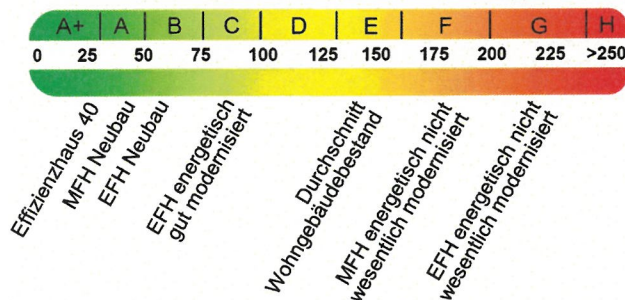 A+ A B C D E F G H
0 25 50 75 100 125 150 175 200 225 >250
Effizienzhaus 40
MFH Neubau
EFH Neubau
EFH energetisch
gut modernisiert
Durchschnitt
Wohngebäudebestand
MFH energetisch nicht
wesentlich modernisiert
EFH energetisch nicht
wesentlich modernisiert